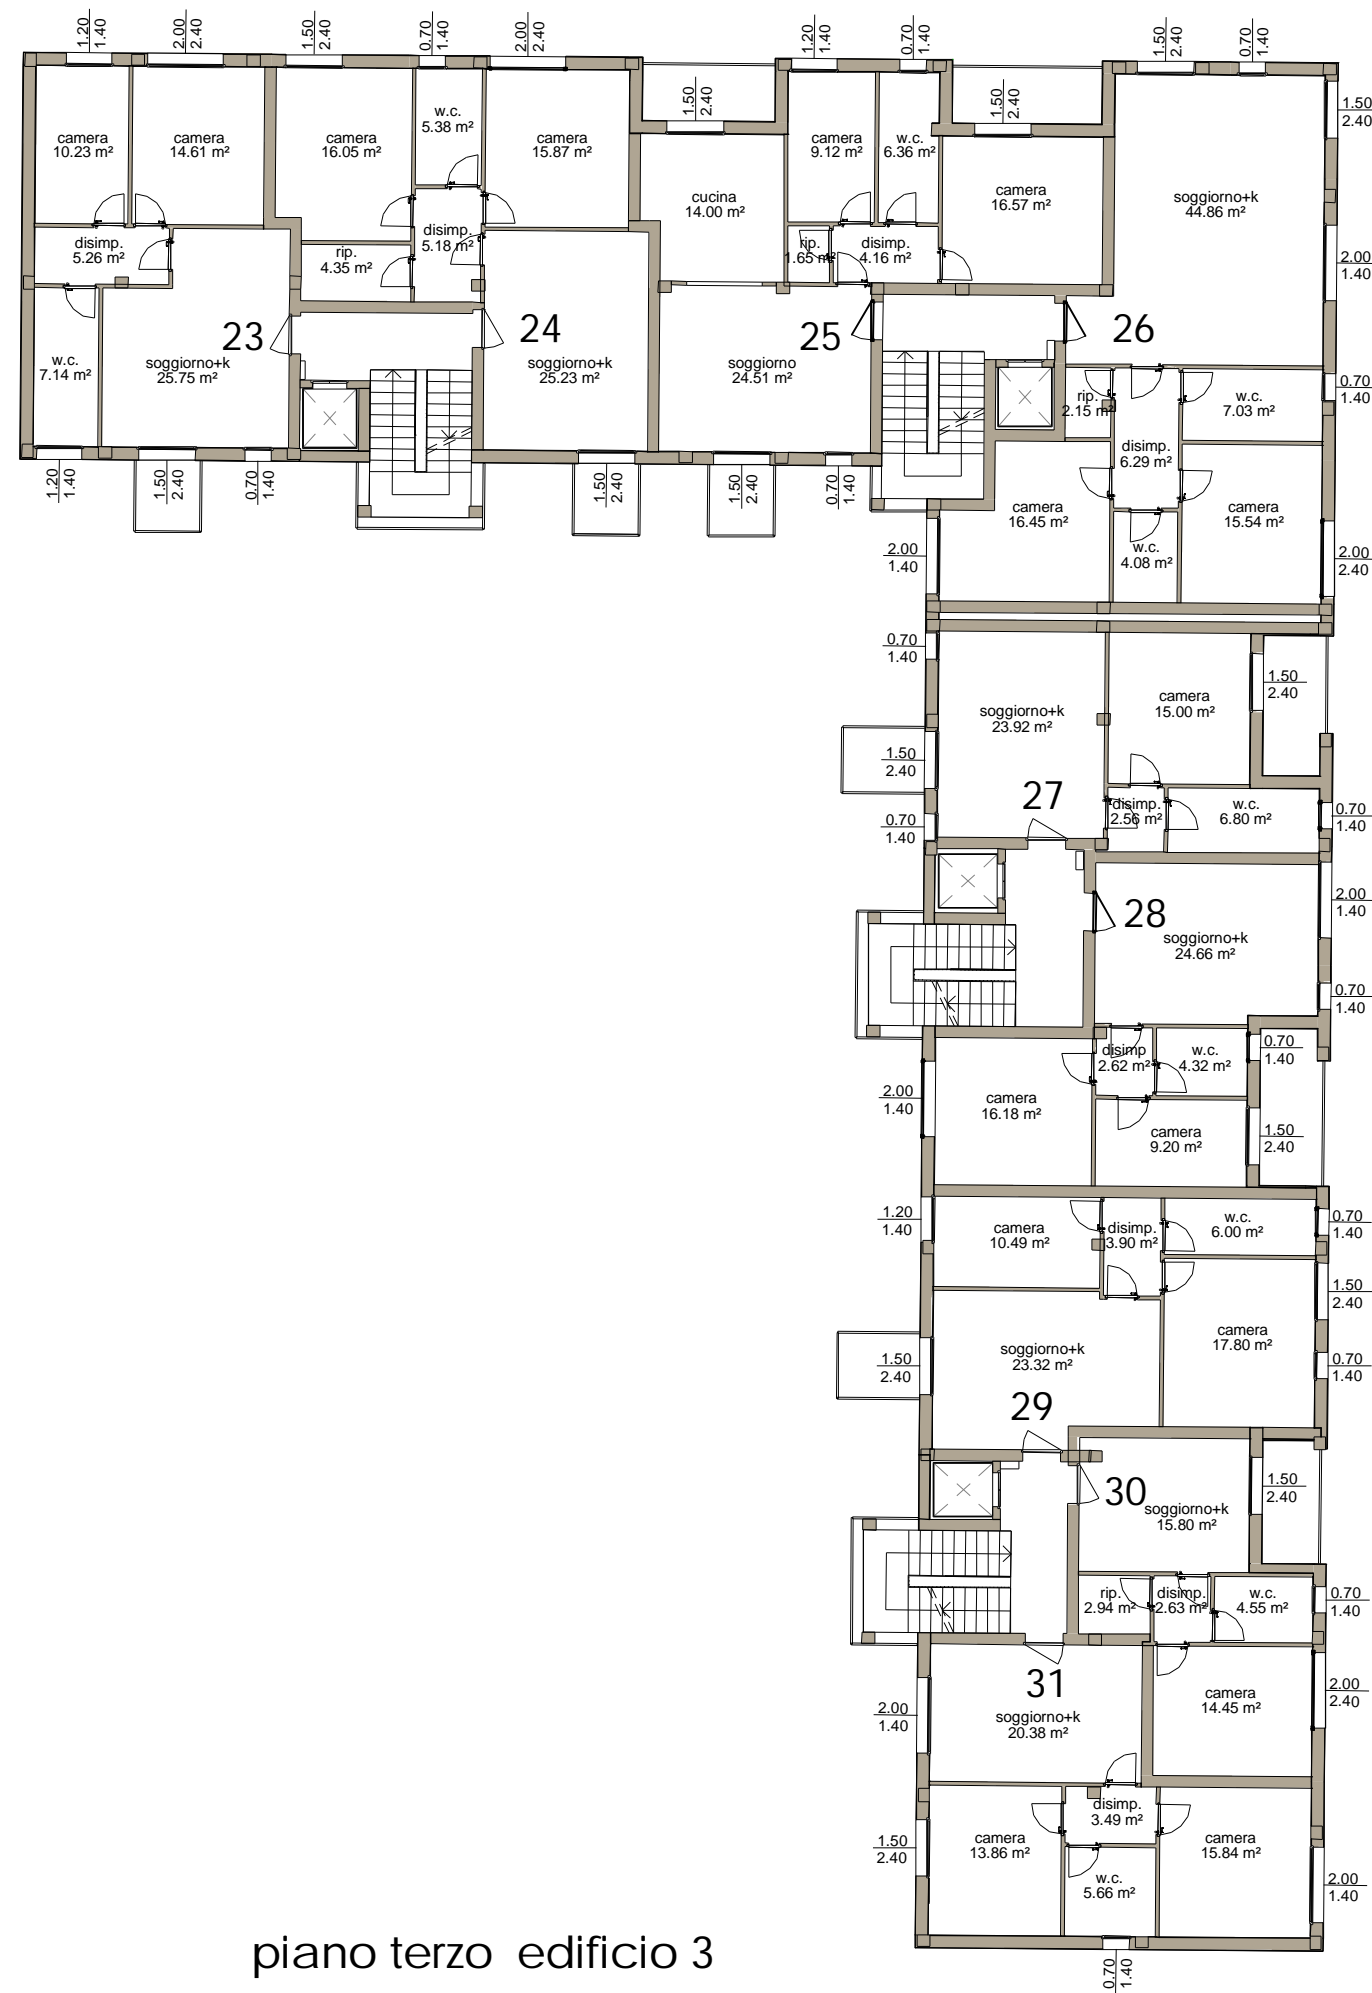 1.20
1.40
2.00
2.40
1.50
2.40
0.70
1.40
2.00
2.40
1.20
1.40
0.70
1.40
1.50
2.40
0.70
1.40
1.50
2.40
1.50
2.40
1.50
2.40
camera
10.23 m²
camera
14.61 m²
camera
16.05 m²
w.c.
5.38 m²
camera
15.87 m²
cucina
14.00 m²
camera
9.12 m²
w.c.
6.36 m²
camera
16.57 m²
soggiorno+k
44.86 m²
disimp.
5.26 m²
rip.
4.35 m²
disimp.
5.18 m²
rip.
1.65 m²
disimp.
4.16 m²
2.00
1.40
23
24
25
26
w.c.
7.14 m²
soggiorno+k
25.75 m²
soggiorno+k
25.23 m²
soggiorno
24.51 m²
rip.
2.15 m²
w.c.
7.03 m²
0.70
1.40
disimp.
6.29 m²
1.20
1.40
1.50
2.40
0.70
1.40
1.50
2.40
1.50
2.40
0.70
1.40
camera
16.45 m²
camera
15.54 m²
w.c.
4.08 m²
2.00
1.40
2.00
2.40
0.70
1.40
soggiorno+k
23.92 m²
camera
15.00 m²
1.50
2.40
1.50
2.40
27
disimp.
2.56 m²
w.c.
6.80 m²
0.70
1.40
0.70
1.40
28
soggiorno+k
24.66 m²
2.00
1.40
0.70
1.40
disimp
2.62 m²
w.c.
4.32 m²
0.70
1.40
2.00
1.40
camera
16.18 m²
camera
9.20 m²
1.50
2.40
1.20
1.40
camera
10.49 m²
disimp.
3.90 m²
w.c.
6.00 m²
0.70
1.40
1.50
2.40
camera
17.80 m²
soggiorno+k
23.32 m²
1.50
2.40
0.70
1.40
29
30
soggiorno+k
15.80 m²
1.50
2.40
rip.
2.94 m²
disimp.
2.63 m²
w.c.
4.55 m²
0.70
1.40
31
soggiorno+k
20.38 m²
camera
14.45 m²
2.00
1.40
2.00
2.40
disimp.
3.49 m²
1.50
2.40
camera
13.86 m²
camera
15.84 m²
w.c.
5.66 m²
2.00
1.40
0.70
1.40
piano terzo edificio 3